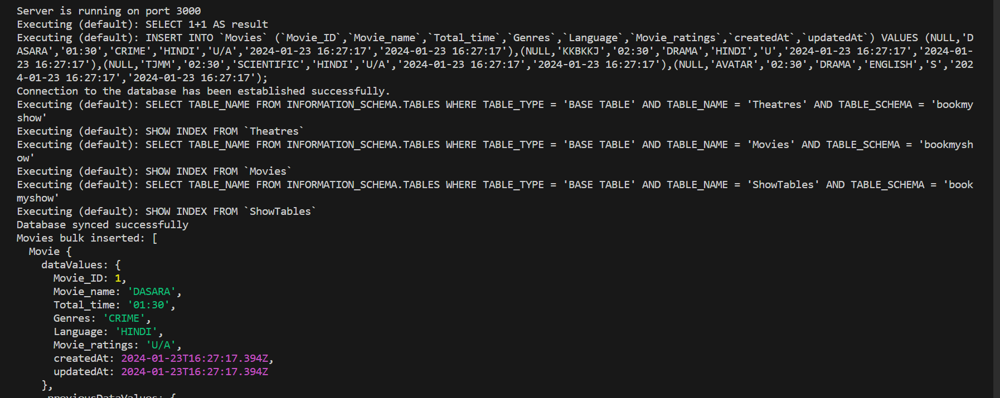 Server is running on port 3000
Executing (default): SELECT 1+1 AS result
Executing (default): INSERT INTO `Movies` (`Movie_ID`,`Movie_name`,`Total_time`,`Genres`,`Language`,`Movie_ratings`,`createdAt`,`updatedAt`) VALUES (NULL,'D
ASARA','01:30','CRIME','HINDI','U/A','2024-01-23 16:27:17','2024-01-23 16:27:17'),(NULL,'KKBKKJ','02:30','DRAMA','HINDI','U','2024-01-23 16:27:17','2024-01-
23 16:27:17'),(NULL,'TJMM','02:30','SCIENTIFIC','HINDI','U/A','2024-01-23 16:27:17','2024-01-23 16:27:17'),(NULL,'AVATAR','02:30','DRAMA','ENGLISH','S','202
4-01-23 16:27:17','2024-01-23 16:27:17');
Connection to the database has been established successfully.
Executing (default): SELECT TABLE_NAME FROM INFORMATION_SCHEMA.TABLES WHERE TABLE_TYPE = 'BASE TABLE' AND TABLE_NAME = 'Theatres' AND TABLE_SCHEMA = 'bookmy
show'
Executing (default): SHOW INDEX FROM `Theatres`
Executing (default): SELECT TABLE_NAME FROM INFORMATION_SCHEMA.TABLES WHERE TABLE_TYPE = 'BASE TABLE' AND TABLE_NAME = 'Movies' AND TABLE_SCHEMA = 'bookmysh
ow'
Executing (default): SHOW INDEX FROM `Movies`
Executing (default): SELECT TABLE_NAME FROM INFORMATION_SCHEMA.TABLES WHERE TABLE_TYPE = 'BASE TABLE' AND TABLE_NAME = 'ShowTables' AND TABLE_SCHEMA = 'book
myshow'
Executing (default): SHOW INDEX FROM `ShowTables`
Database synced successfully
Movies bulk inserted: [
Movie {
dataValues: {
Movie_ID: 1,
Movie_name: 'DASARA',
Total_time: '01:30',
Genres: 'CRIME',
Language: 'HINDI',
Movie_ratings: 'U/A',
createdAt: 2024-01-23T16:27:17.394Z,
updatedAt: 2024-01-23T16:27:17.394Z
},
_previousDataValues: {